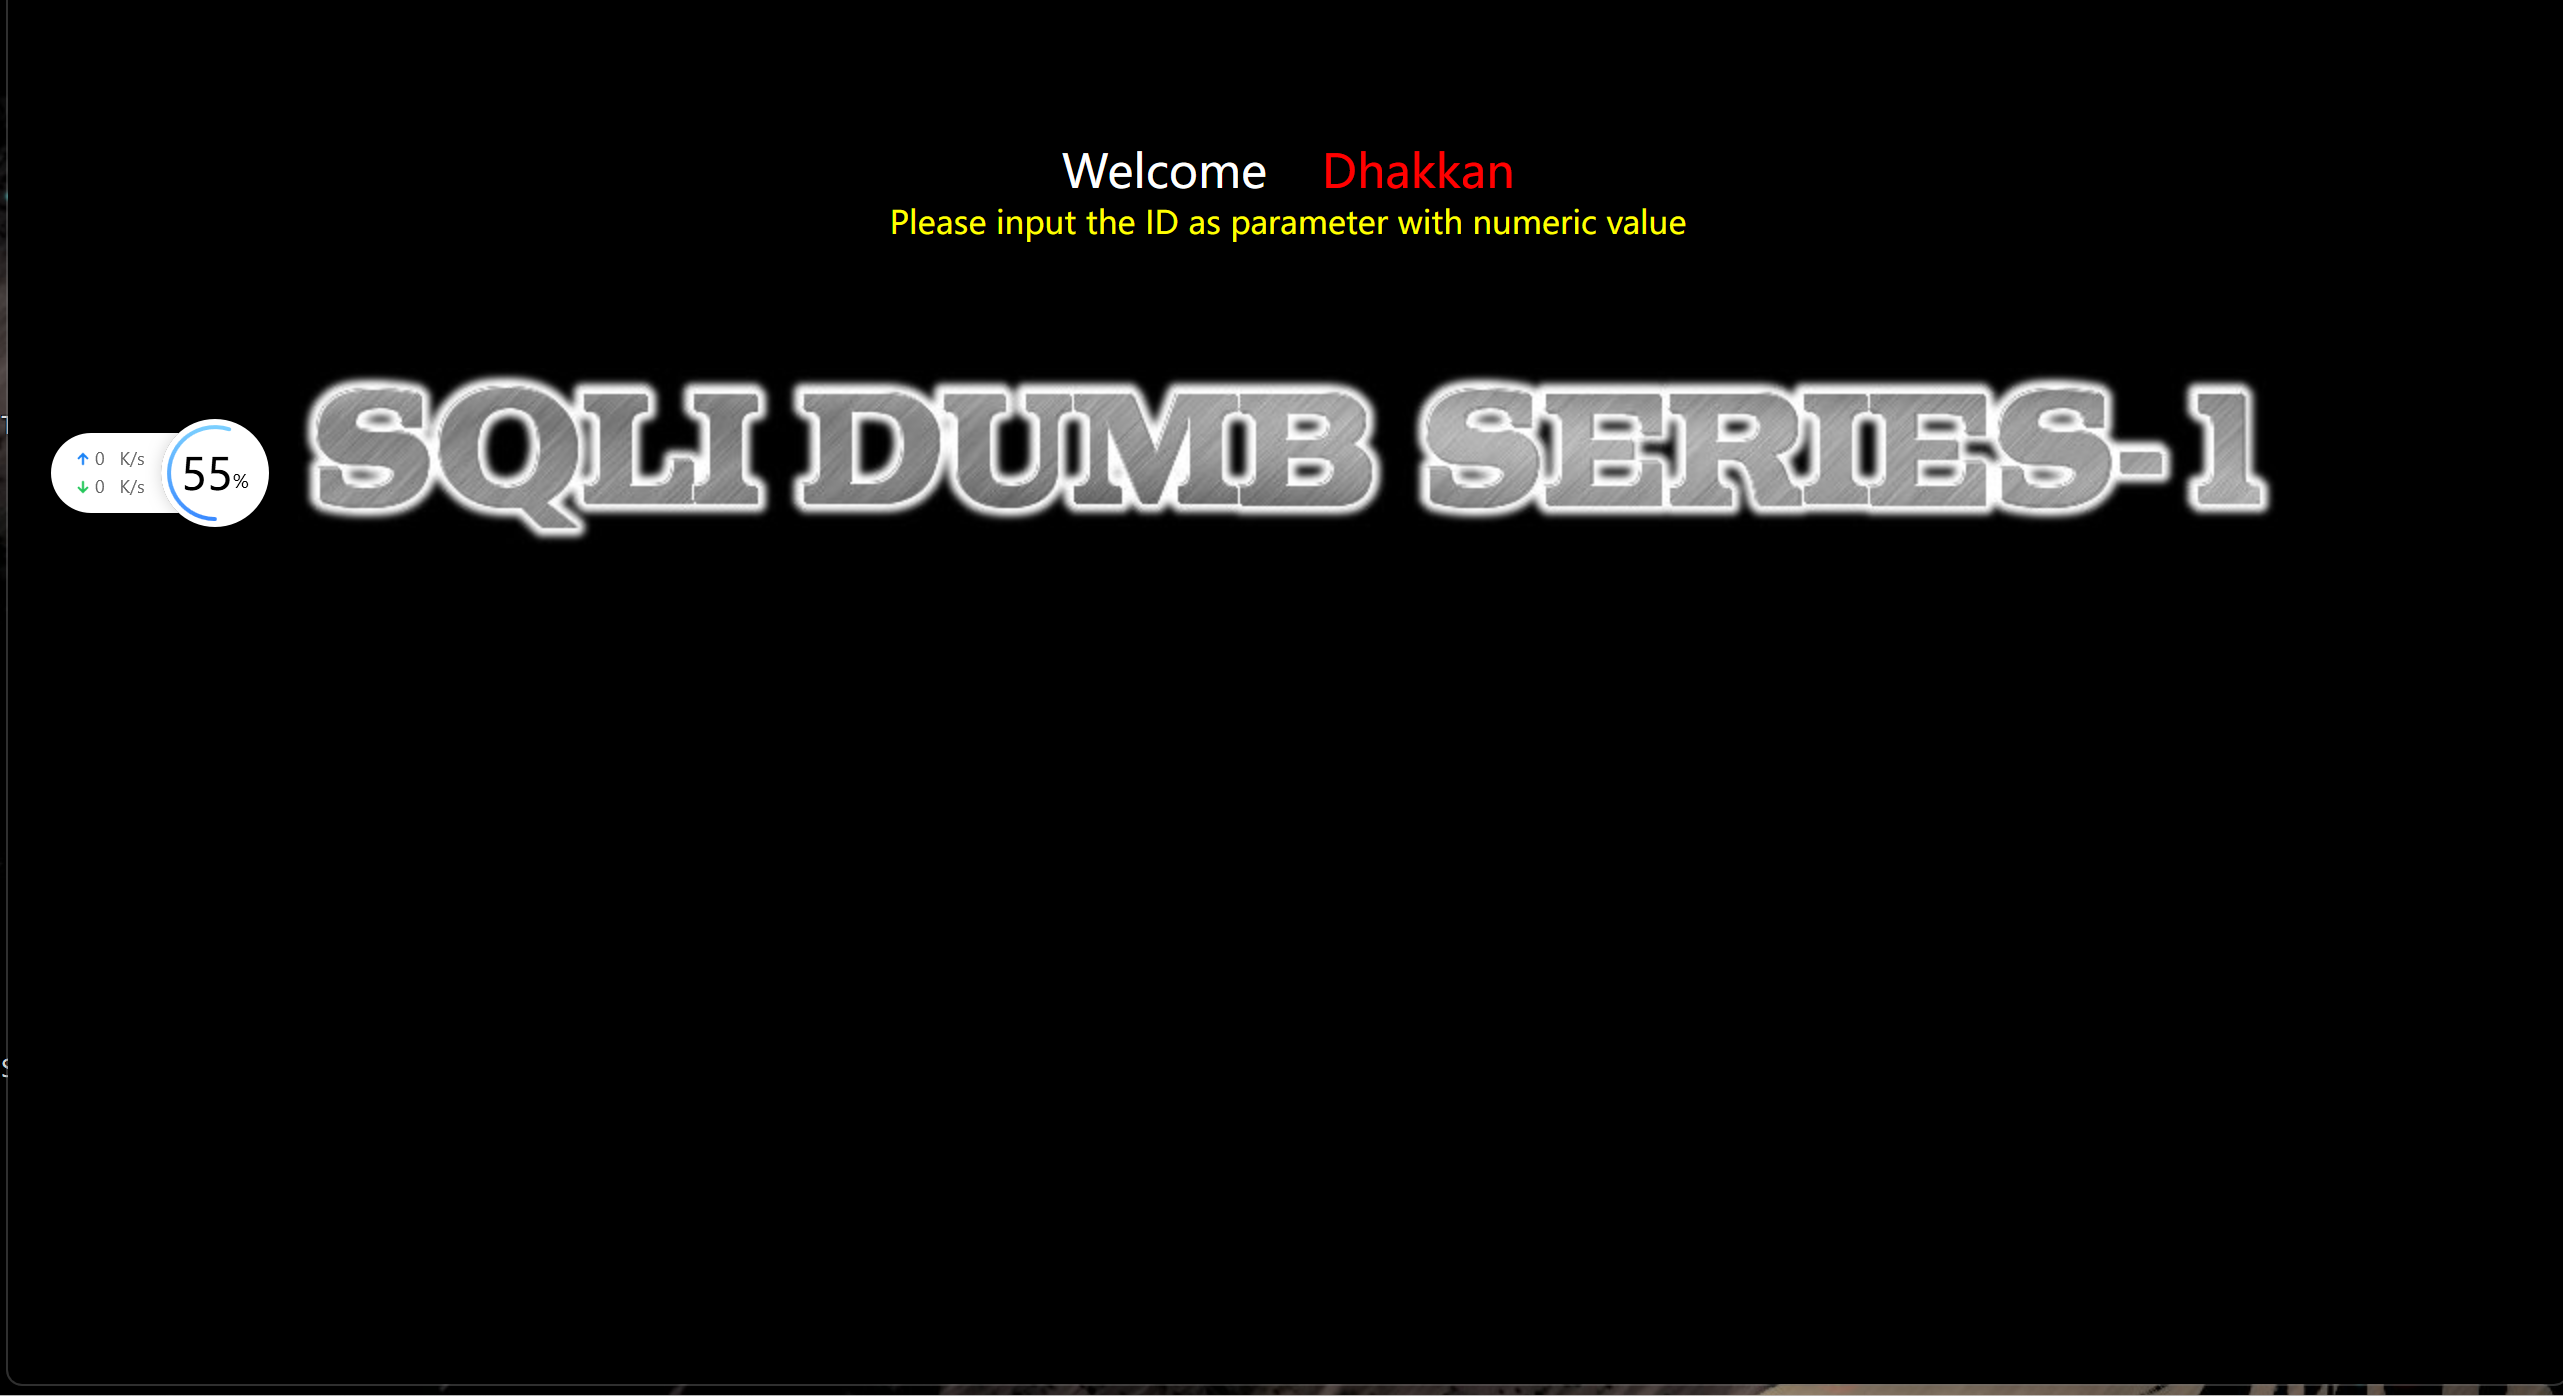 Welcome Dhakkan
Please input the ID as parameter with numeric value
SQLI DUMB SERIES-1
↑ 0 K/s
↓ 0 K/s
55%